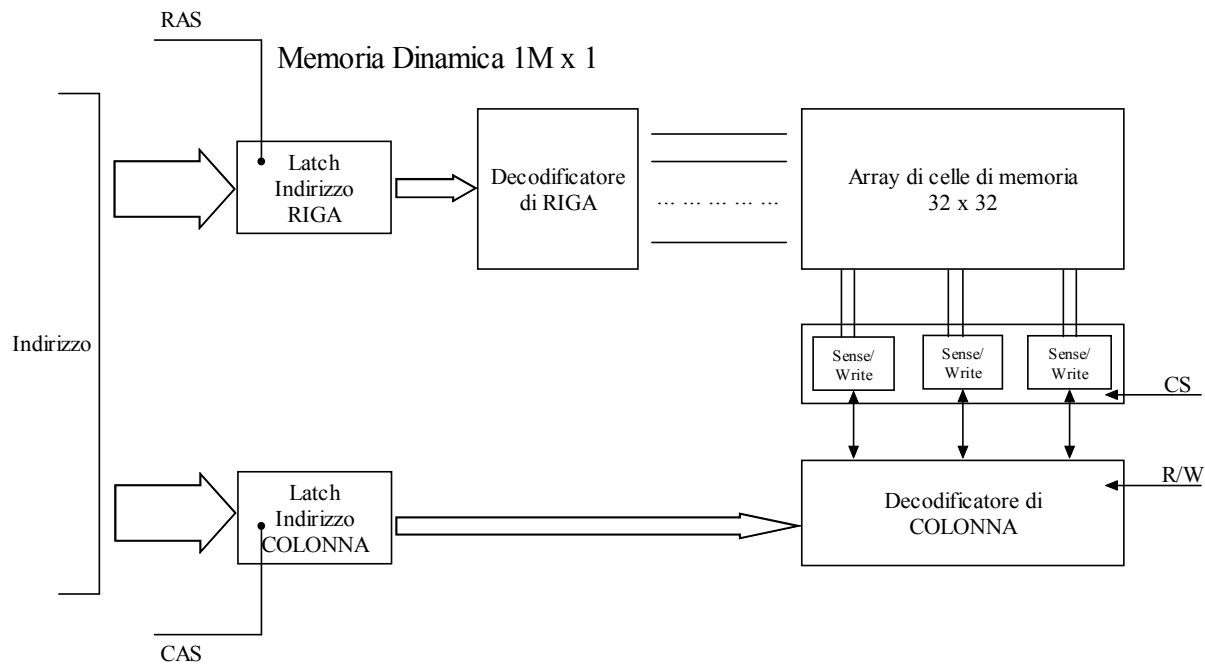 RAS
Memoria Dinamica 1M x 1
Latch
Indirizzo
RIGA
Decodificatore
di RIGA
... ... ... ... ...
Array di celle di memoria
32 x 32
Indirizzo
Sense/
Write
Sense/
Write
Sense/
Write
CS
Latch
Indirizzo
COLONNA
Decodificatore di
COLONNA
R/W
CAS